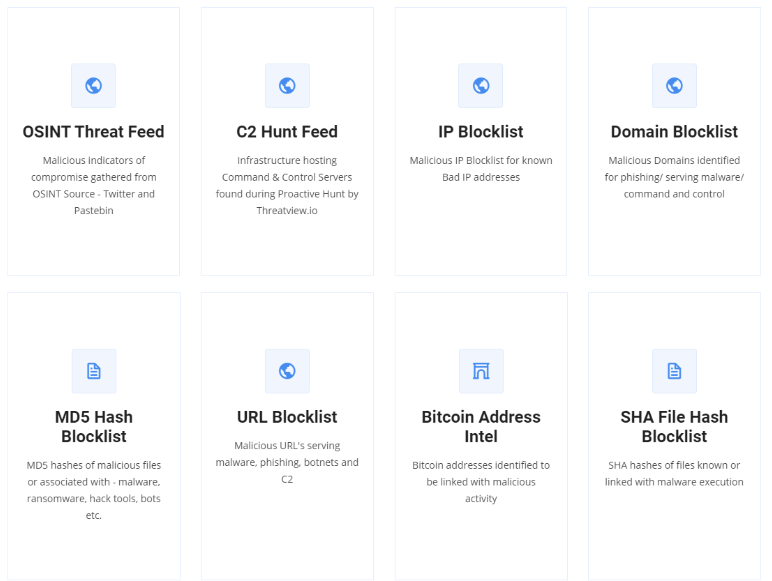 OSINT Threat Feed
Malicious indicators of
compromise gathered from
OSINT Source - Twitter and
Pastebin
C2 Hunt Feed
Infrastructure hosting
Command & Control Servers
found during Proactive Hunt by
Threatview.io
IP Blocklist
Malicious IP Blocklist for known
Bad IP addresses
Domain Blocklist
Malicious Domains identified
for phishing/ serving malware/
command and control
MD5 Hash
Blocklist
MD5 hashes of malicious files
or associated with - malware,
ransomware, hack tools, bots
etc.
URL Blocklist
Malicious URL's serving
malware, phishing, botnets and
C2
Bitcoin Address
Intel
Bitcoin addresses identified to
be linked with malicious
activity
SHA File Hash
Blocklist
SHA hashes of files known or
linked with malware execution